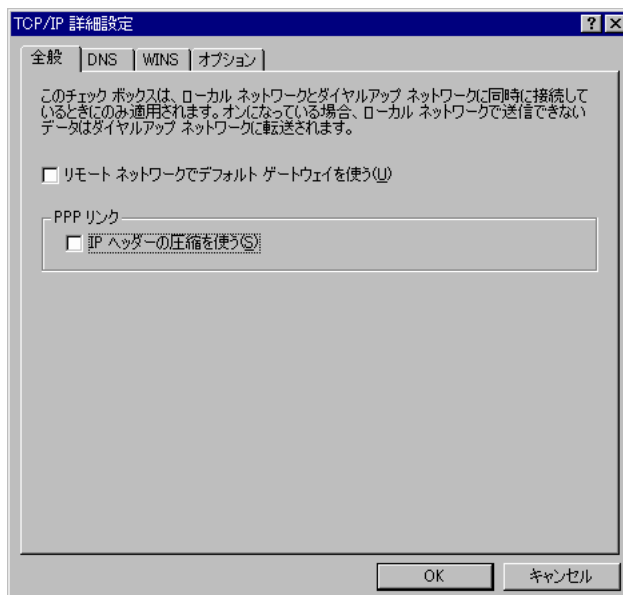 TCP/IP 詳細設定
全般 DNS WINS オプション
このチェック ボックスは、ローカル ネットワークとダイヤルアップ ネットワークに同時に接続して
いるときにのみ適用されます。オンになっている場合、ローカル ネットワークで送信できない
データはダイヤルアップ ネットワークに転送されます。
リモート ネットワークでデフォルト ゲートウェイを使う(U)
PPP リンク
IP ヘッダーの圧縮を使う(S)
OK キャンセル